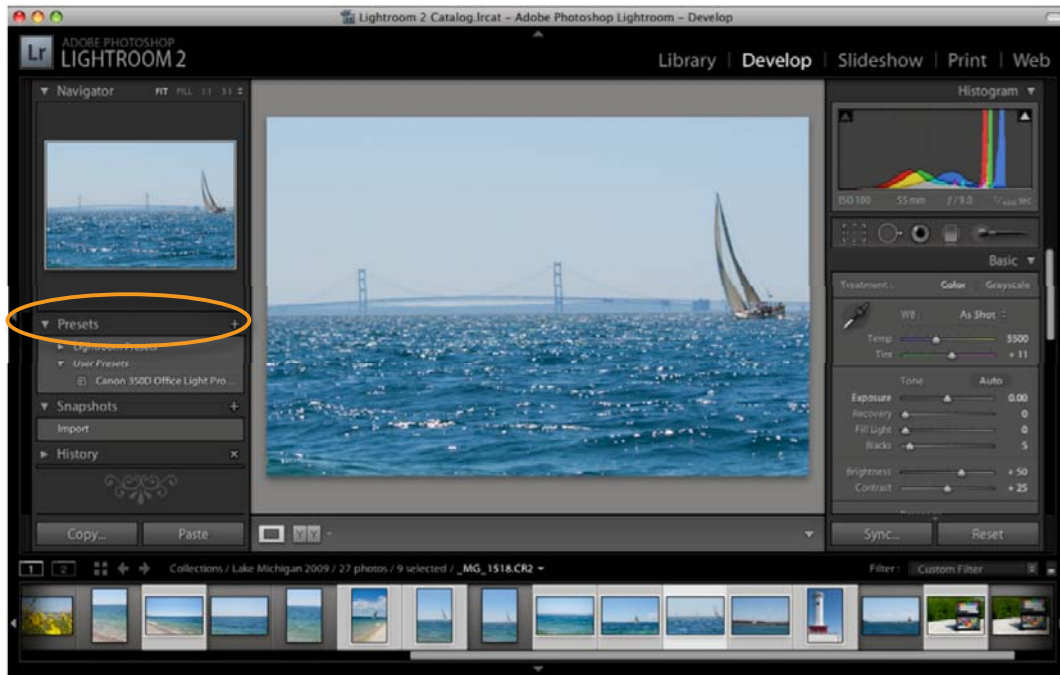 Lightroom 2 Catalog.lrcat – Adobe Photoshop Lightroom – Develop
Lr ADOBE PHOTOSHOP
LIGHTROOM 2
Library | Develop | Slideshow | Print | Web
Navigator FIT FILL 1:1 3:1
Histogram
ISO 100 55 mm f / 9.0 sec
Basic
Treatment : Color Grayscale
WB : As Shot
Temp 5500
Tint + 11
Tone Auto
Exposure 0.00
Recovery 0
Fill Light 0
Blacks 5
Brightness + 50
Contrast + 25
Presets +
Lightroom Presets
User Presets
Canon 350D Office Light Pro...
Snapshots +
Import
History ×
Copy... Paste
Y Y
Sync... Reset
1 2 Collections / Lake Michigan 2009 / 27 photos / 9 selected / _MG_1518.CR2
Filter : Custom Filter